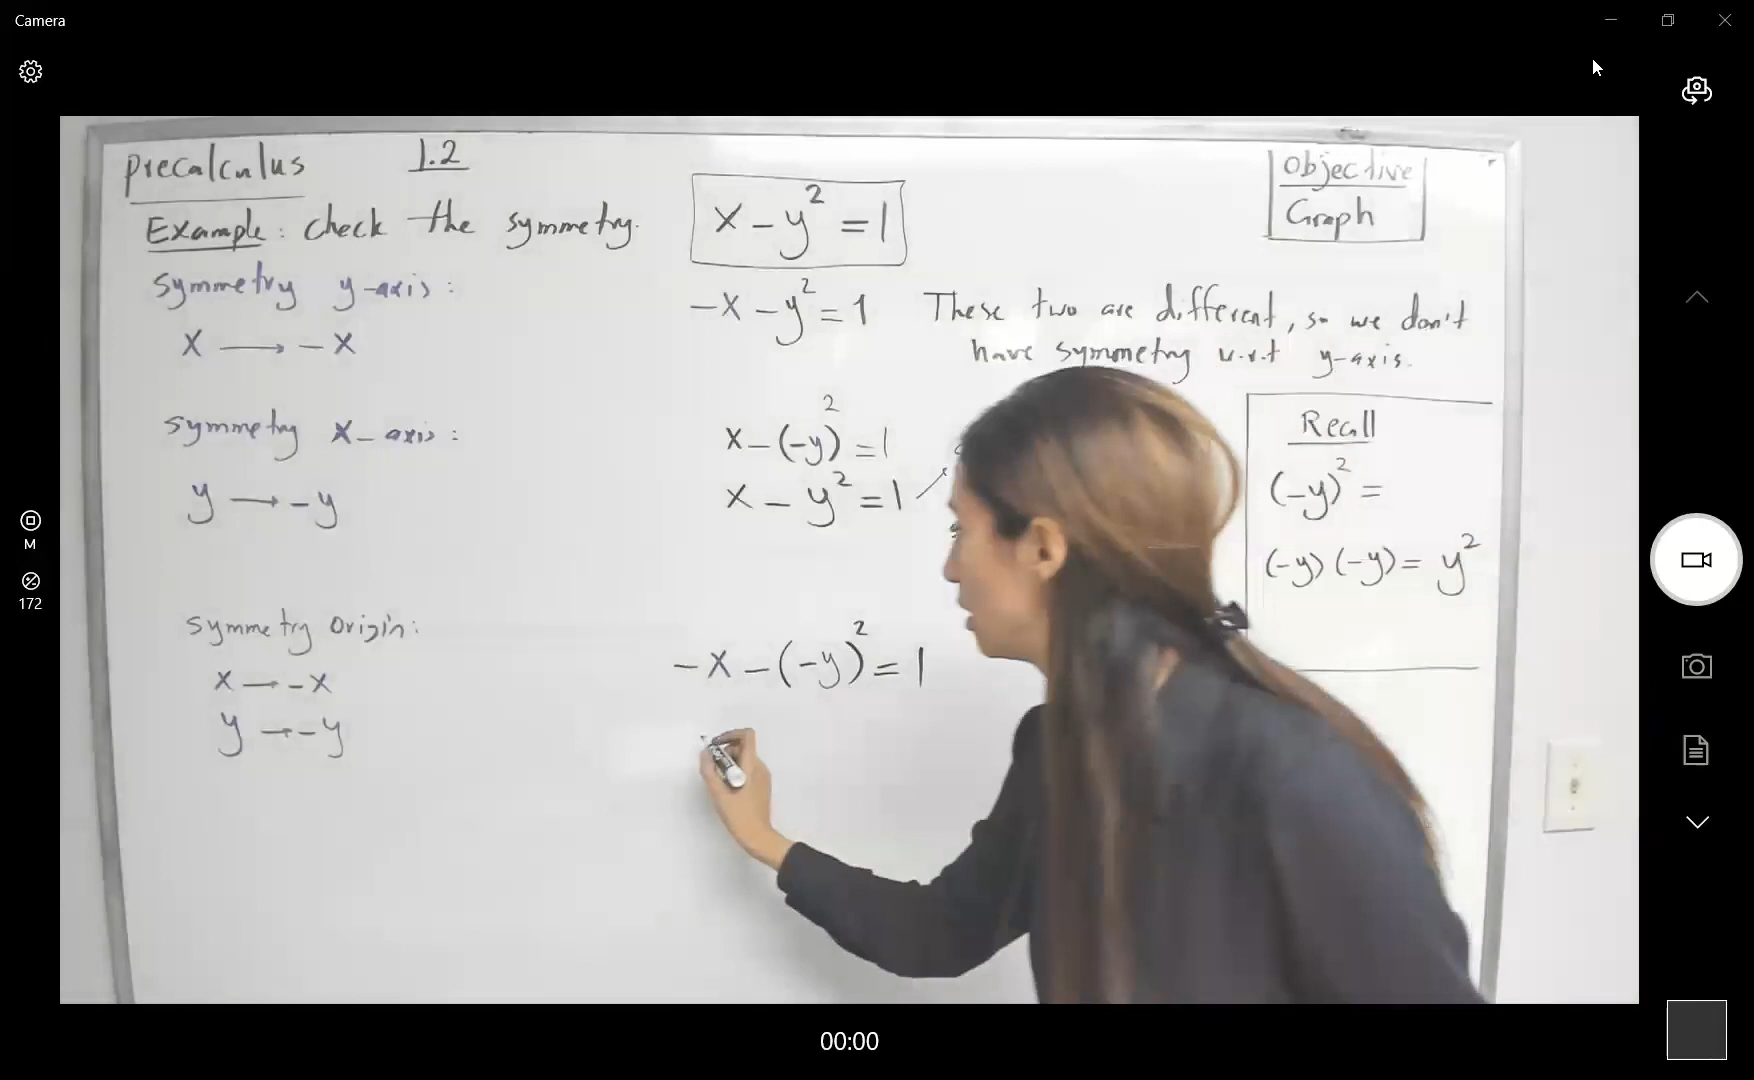 Camera
precalculus 1.2
Example: check the symmetry. x - y² = 1
Objective
Graph
symmetry y-axis:
x → -x
-x - y² = 1 These two are different, so we don't
have symmetry w.r.t y-axis.
symmetry x-axis:
y → -y
x - (-y)² = 1
x - y² = 1
Recall
(-y)² =
(-y)(-y) = y²
symmetry origin:
x → -x
y → -y
-x - (-y)² = 1
M
172
00:00